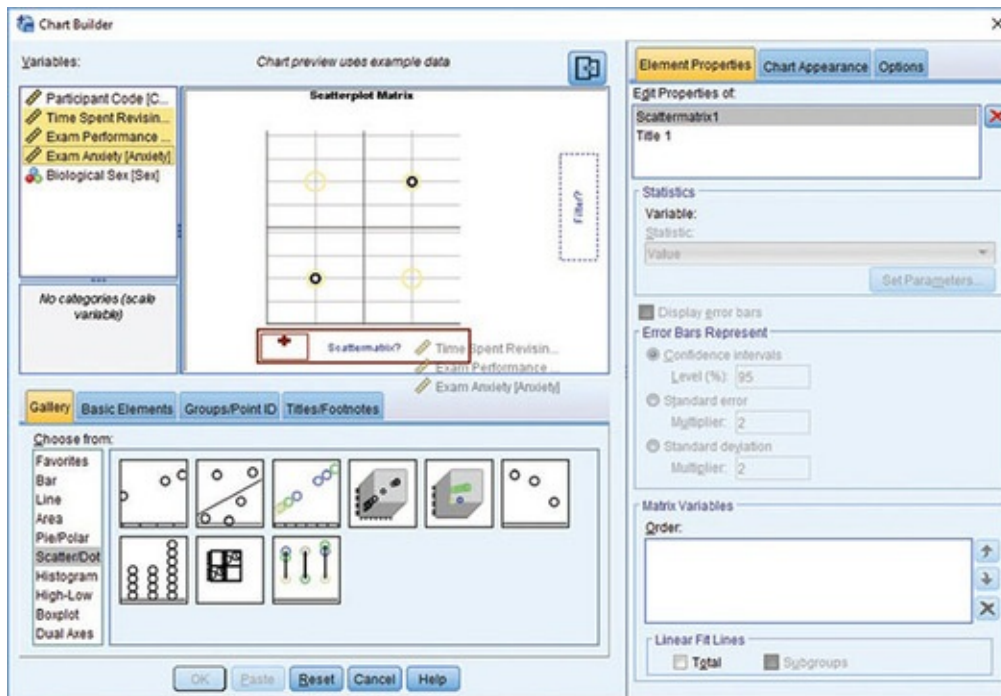 Chart Builder
Variables:
Chart preview uses example data
Participant Code [C...
Time Spent Revisin...
Exam Performance ...
Exam Anxiety [Anxiety]
Biological Sex [Sex]
No categories (scale
variable)
Scatterplot Matrix
Filter?
Scattermatrix?
Time Spent Revisin...
Exam Performance ...
Exam Anxiety [Anxiety]
Gallery Basic Elements Groups/Point ID Titles/Footnotes
Choose from:
Favorites
Bar
Line
Area
Pie/Polar
Scatter/Dot
Histogram
High-Low
Boxplot
Dual Axes
OK Paste Reset Cancel Help
Element Properties Chart Appearance Options
Edit Properties of:
Scattermatrix1
Title 1
Statistics
Variable:
Statistic:
Value
Set Parameters...
Display error bars
Error Bars Represent
Confidence intervals
Level (%): 95
Standard error
Multiplier: 2
Standard deviation
Multiplier: 2
Matrix Variables
Order:
Linear Fit Lines
Total Subgroups